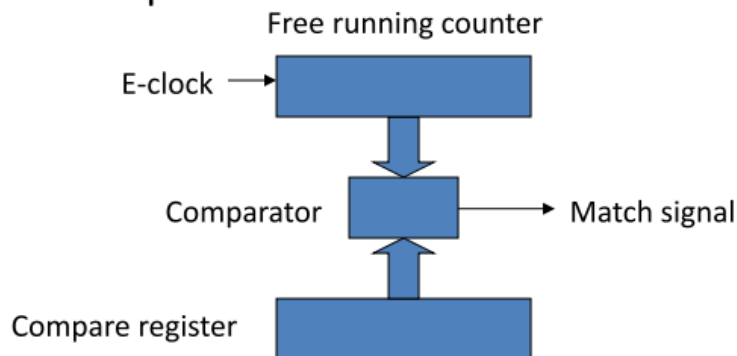 Free running counter
E-clock
Comparator
Match signal
Compare register